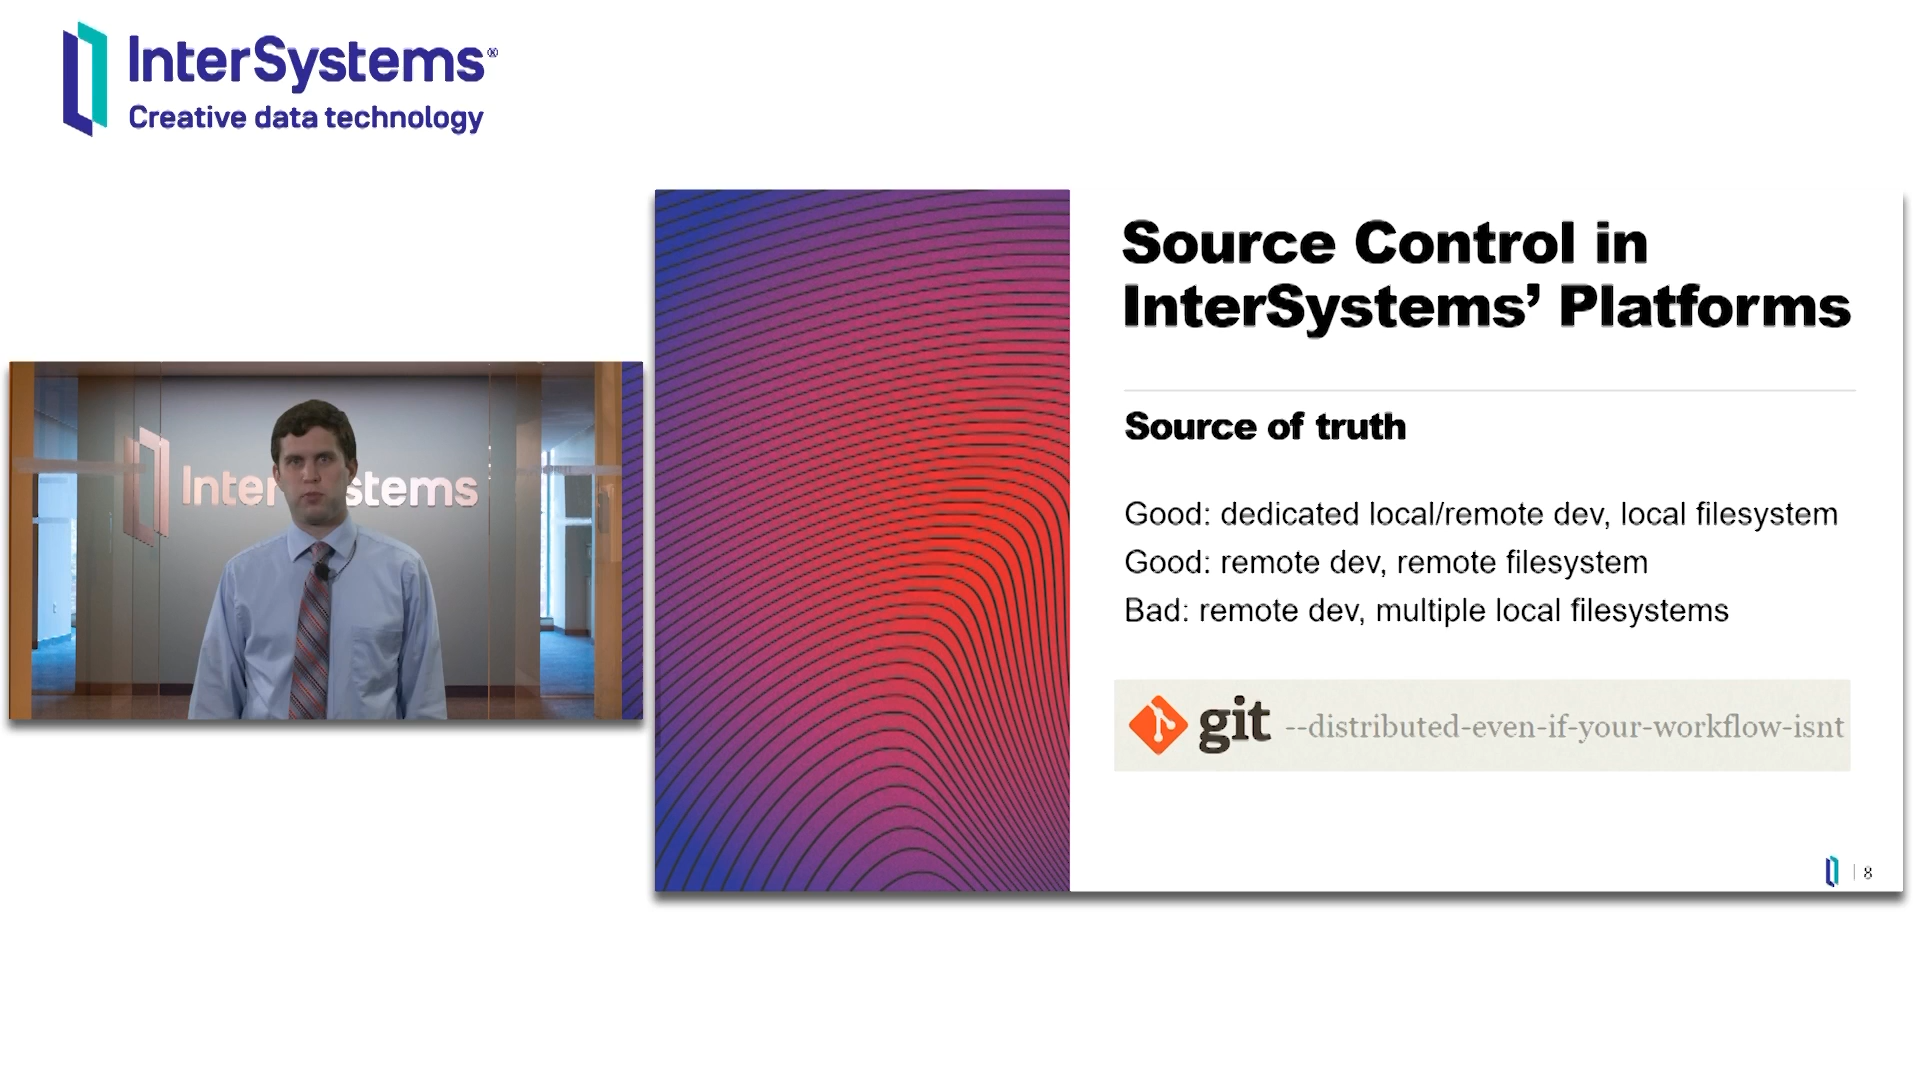 InterSystems®
Creative data technology
Source Control in
InterSystems’ Platforms
Source of truth
Good: dedicated local/remote dev, local filesystem
Good: remote dev, remote filesystem
Bad: remote dev, multiple local filesystems
git --distributed-even-if-your-workflow-isnt
8
Inter stems